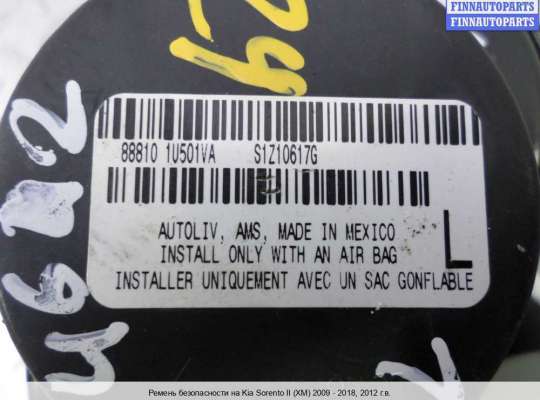 FINNAUTOPARTS
FINNAUTOPARTS
88810 1U501VA S1Z10617G
AUTOLIV, AMS, MADE IN MEXICO
INSTALL ONLY WITH AN AIR BAG
INSTALLER UNIQUEMENT AVEC UN SAC GONFLABLE
L
Ремень безопасности на Kia Sorento II (XM) 2009 - 2018, 2012 г.в.